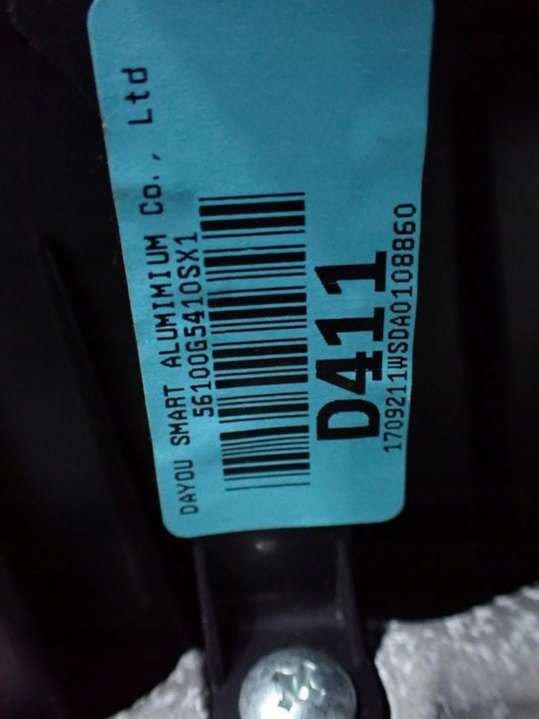 DAYOU SMART ALUMIMIUM Co., Ltd
56100G5410SX1
D411
1709211WSDA0108860